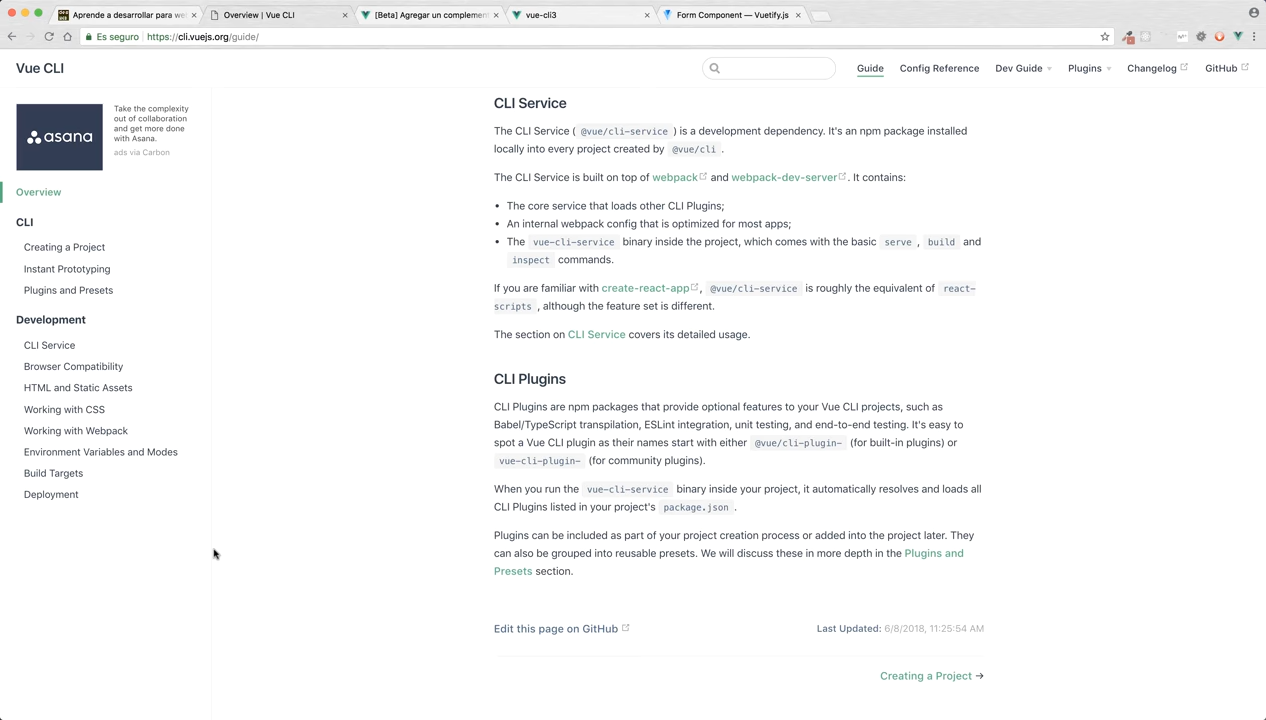 Aprende a desarrollar para we
Overview | Vue CLI
[Beta] Agregar un complement
vue-cli3
Form Component — Vuetify.js
Es seguro
https://cli.vuejs.org/guide/
Vue CLI
Guide
Config Reference
Dev Guide
Plugins
Changelog
GitHub
asana
Take the complexity
out of collaboration
and get more done
with Asana.
ads via Carbon
Overview
CLI
Creating a Project
Instant Prototyping
Plugins and Presets
Development
CLI Service
Browser Compatibility
HTML and Static Assets
Working with CSS
Working with Webpack
Environment Variables and Modes
Build Targets
Deployment
CLI Service
The CLI Service ( @vue/cli-service ) is a development dependency. It's an npm package installed
locally into every project created by @vue/cli .
The CLI Service is built on top of webpack and webpack-dev-server. It contains:
• The core service that loads other CLI Plugins;
• An internal webpack config that is optimized for most apps;
• The vue-cli-service binary inside the project, which comes with the basic serve , build and
inspect commands.
If you are familiar with create-react-app, @vue/cli-service is roughly the equivalent of react-
scripts , although the feature set is different.
The section on CLI Service covers its detailed usage.
CLI Plugins
CLI Plugins are npm packages that provide optional features to your Vue CLI projects, such as
Babel/TypeScript transpilation, ESLint integration, unit testing, and end-to-end testing. It's easy to
spot a Vue CLI plugin as their names start with either @vue/cli-plugin- (for built-in plugins) or
vue-cli-plugin- (for community plugins).
When you run the vue-cli-service binary inside your project, it automatically resolves and loads all
CLI Plugins listed in your project's package.json .
Plugins can be included as part of your project creation process or added into the project later. They
can also be grouped into reusable presets. We will discuss these in more depth in the Plugins and
Presets section.
Edit this page on GitHub
Last Updated: 6/8/2018, 11:25:54 AM
Creating a Project →